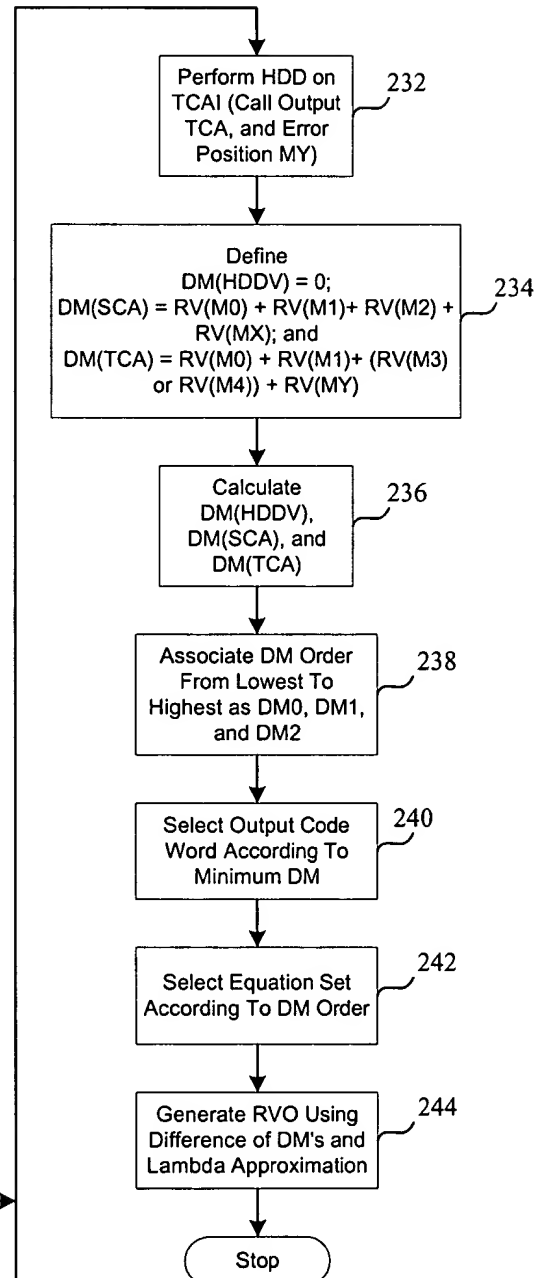 Perform HDD on
TCAI (Call Output
TCA, and Error
Position MY)
232
Define
DM(HDDV) = 0;
DM(SCA) = RV(M0) + RV(M1)+ RV(M2) +
RV(MX); and
DM(TCA) = RV(M0) + RV(M1)+ (RV(M3)
or RV(M4)) + RV(MY)
234
Calculate
DM(HDDV),
DM(SCA), and
DM(TCA)
236
Associate DM Order
From Lowest To
Highest as DM0, DM1,
and DM2
238
Select Output Code
Word According To
Minimum DM
240
Select Equation Set
According To DM Order
242
Generate RVO Using
Difference of DM's and
Lambda Approximation
244
Stop